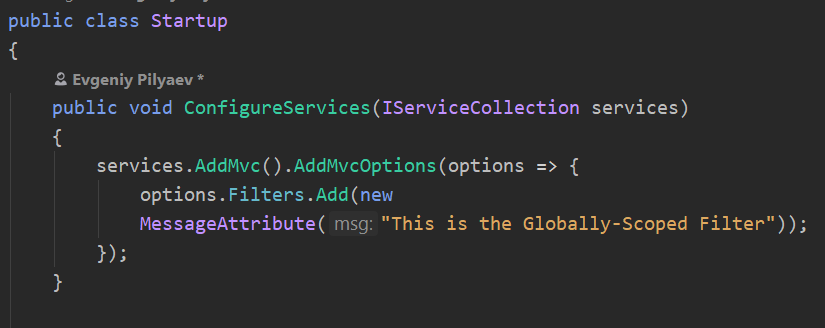 public class Startup
{
Evgeniy Pilyaev *
public void ConfigureServices(IServiceCollection services)
{
services.AddMvc().AddMvcOptions(options => {
options.Filters.Add(new
MessageAttribute( msg: "This is the Globally-Scoped Filter"));
});
}